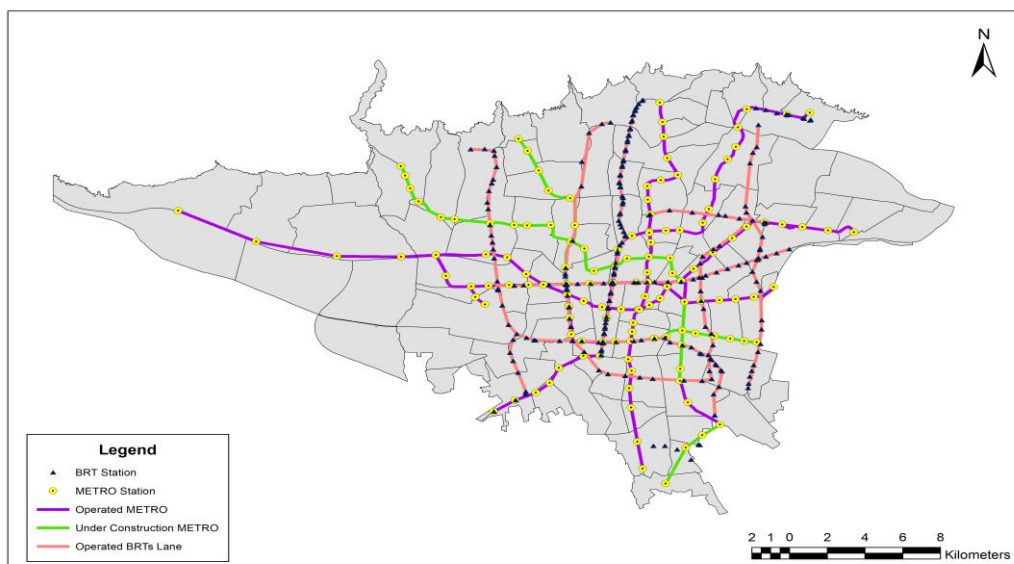 N
Legend
BRT Station
METRO Station
Operated METRO
Under Construction METRO
Operated BRTs Lane
2 1 0 2 4 6 8
Kilometers